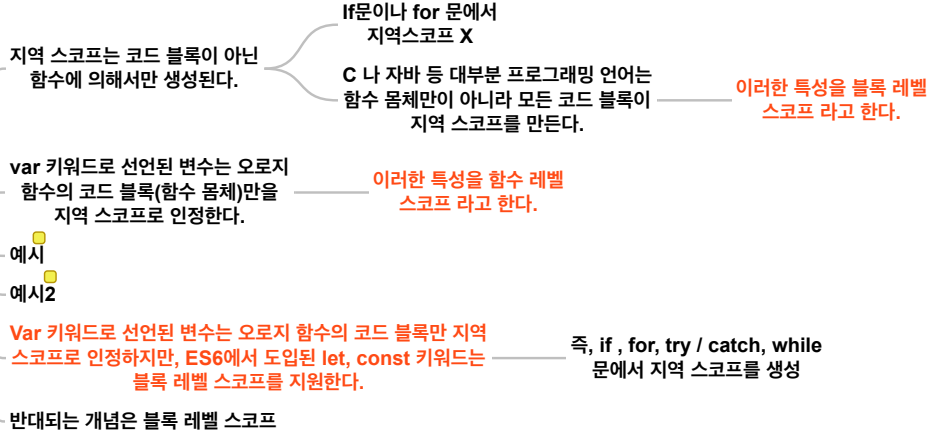 지역 스코프는 코드 블록이 아닌
함수에 의해서만 생성된다.
If문이나 for 문에서
지역스코프 X
C 나 자바 등 대부분 프로그래밍 언어는
함수 몸체만이 아니라 모든 코드 블록이
지역 스코프를 만든다.
이러한 특성을 블록 레벨
스코프 라고 한다.
var 키워드로 선언된 변수는 오로지
함수의 코드 블록(함수 몸체)만을
지역 스코프로 인정한다.
이러한 특성을 함수 레벨
스코프 라고 한다.
예시
예시2
Var 키워드로 선언된 변수는 오로지 함수의 코드 블록만 지역
스코프로 인정하지만, ES6에서 도입된 let, const 키워드는
블록 레벨 스코프를 지원한다.
즉, if , for, try / catch, while
문에서 지역 스코프를 생성
반대되는 개념은 블록 레벨 스코프